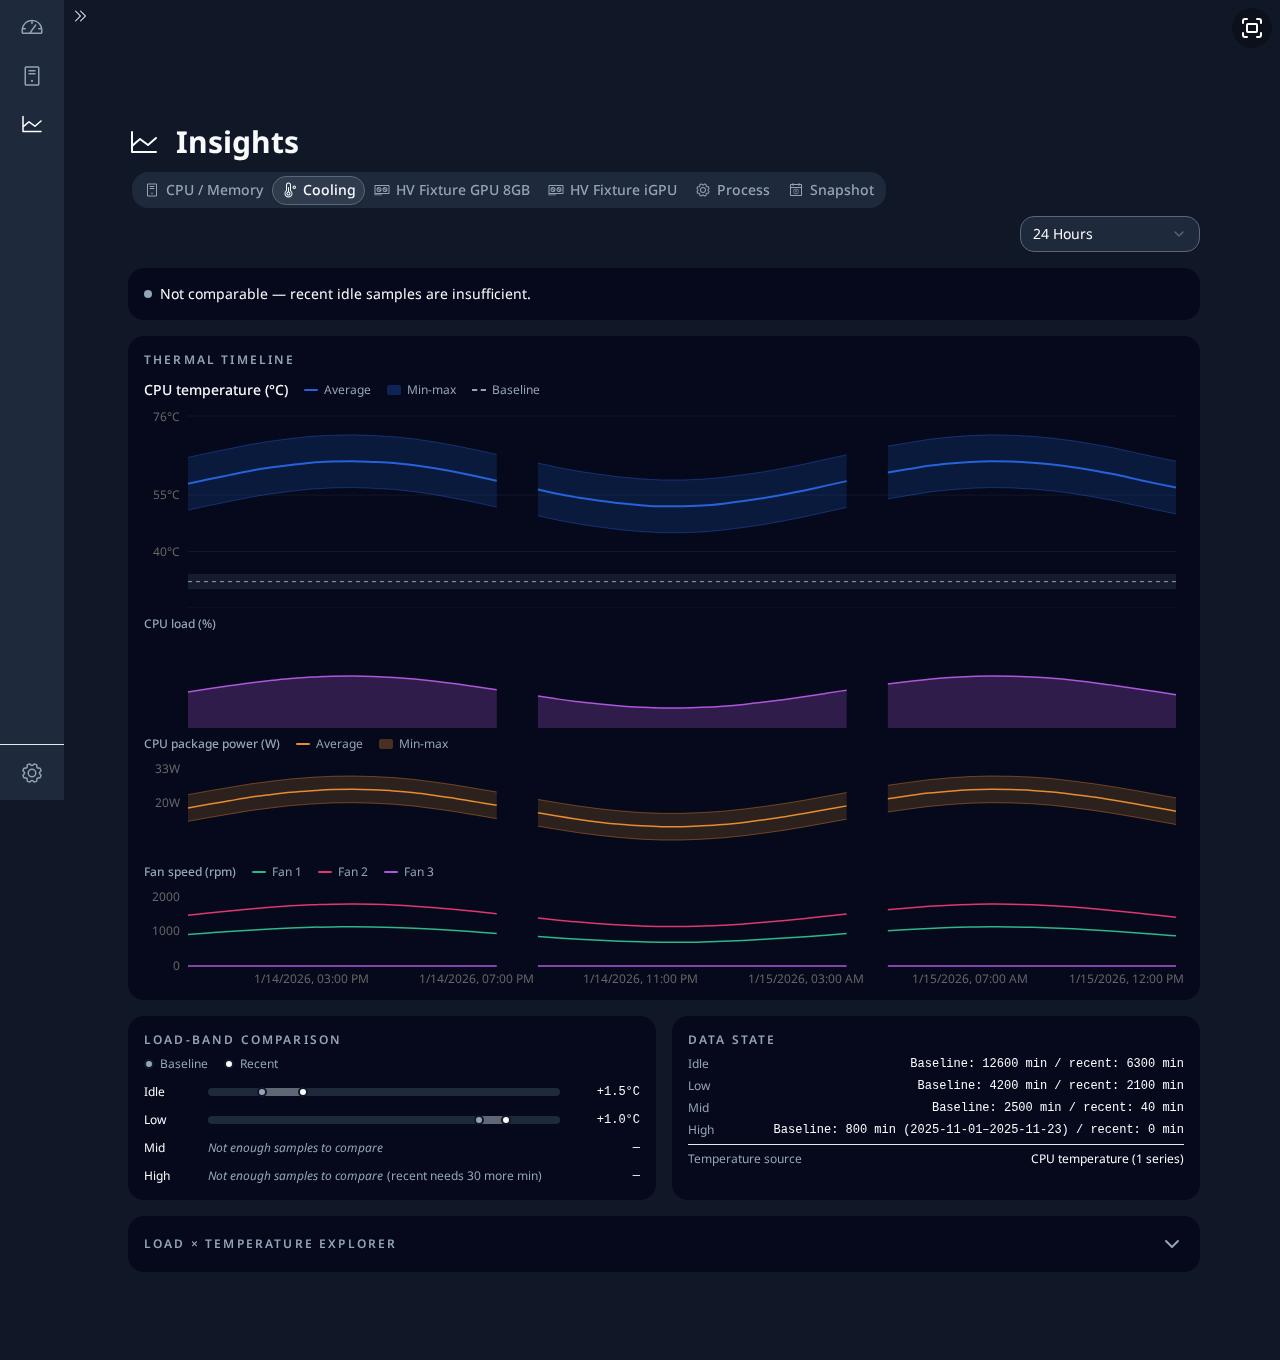 Insights
CPU / Memory Cooling HV Fixture GPU 8GB HV Fixture iGPU Process Snapshot
24 Hours
Not comparable — recent idle samples are insufficient.
THERMAL TIMELINE
CPU temperature (°C) Average Min-max Baseline
76°C
55°C
40°C
CPU load (%)
CPU package power (W) Average Min-max
33W
20W
Fan speed (rpm) Fan 1 Fan 2 Fan 3
2000
1000
0
1/14/2026, 03:00 PM 1/14/2026, 07:00 PM 1/14/2026, 11:00 PM 1/15/2026, 03:00 AM 1/15/2026, 07:00 AM 1/15/2026, 12:00 PM
LOAD-BAND COMPARISON
Baseline Recent
Idle +1.5°C
Low +1.0°C
Mid Not enough samples to compare —
High Not enough samples to compare (recent needs 30 more min) —
DATA STATE
Idle Baseline: 12600 min / recent: 6300 min
Low Baseline: 4200 min / recent: 2100 min
Mid Baseline: 2500 min / recent: 40 min
High Baseline: 800 min (2025-11-01–2025-11-23) / recent: 0 min
Temperature source CPU temperature (1 series)
LOAD × TEMPERATURE EXPLORER